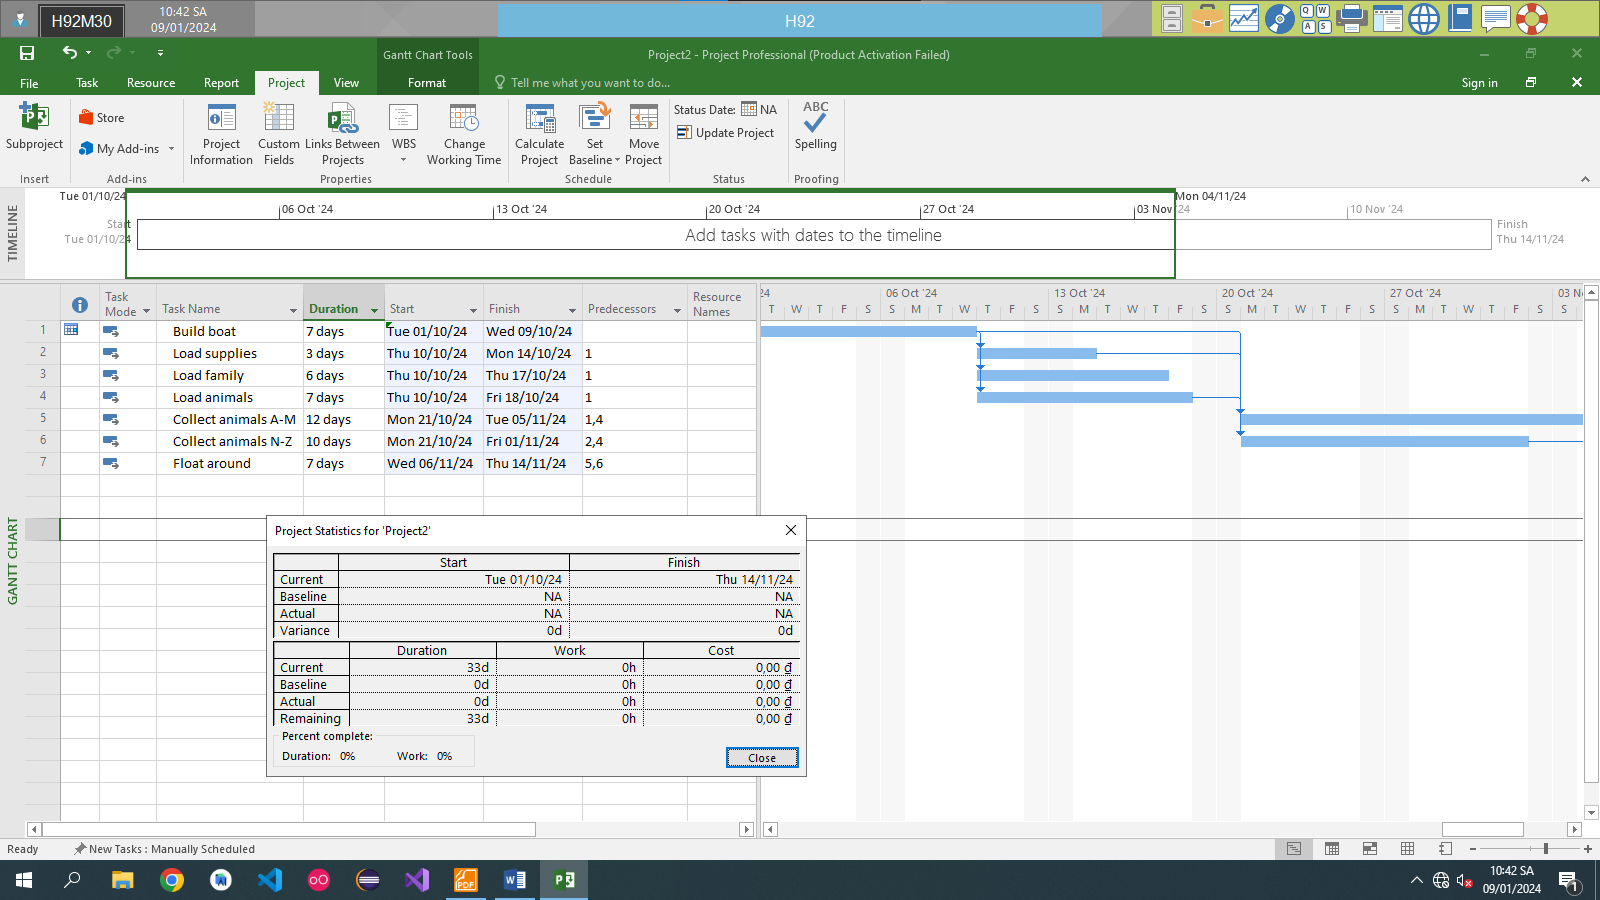 H92M30
10:42 SA
09/01/2024
H92
Gantt Chart Tools
Project2 - Project Professional (Product Activation Failed)
File
Task
Resource
Report
Project
View
Format
Tell me what you want to do...
Sign in
Subproject
Store
My Add-ins
Project Information
Custom Fields
Links Between Projects
WBS
Change Working Time
Calculate Project
Set Baseline
Move Project
Status Date: NA
Update Project
ABC
Spelling
Insert
Add-ins
Properties
Schedule
Status
Proofing
TIMELINE
Tue 01/10/24
Mon 04/11/24
06 Oct '24
13 Oct '24
20 Oct '24
27 Oct '24
03 Nov '24
10 Nov '24
Start
Tue 01/10/24
Add tasks with dates to the timeline
Finish
Thu 14/11/24
GANTT CHART
Task Mode
Task Name
Duration
Start
Finish
Predecessors
Resource Names
24
06 Oct '24
13 Oct '24
20 Oct '24
27 Oct '24
03 N
T W T F S S M T W T F S S M T W T F S S M T W T F S S M T W T F S S
1 Build boat 7 days Tue 01/10/24 Wed 09/10/24
2 Load supplies 3 days Thu 10/10/24 Mon 14/10/24 1
3 Load family 6 days Thu 10/10/24 Thu 17/10/24 1
4 Load animals 7 days Thu 10/10/24 Fri 18/10/24 1
5 Collect animals A-M 12 days Mon 21/10/24 Tue 05/11/24 1,4
6 Collect animals N-Z 10 days Mon 21/10/24 Fri 01/11/24 2,4
7 Float around 7 days Wed 06/11/24 Thu 14/11/24 5,6
Project Statistics for 'Project2'
Start Finish
Current Tue 01/10/24 Thu 14/11/24
Baseline NA NA
Actual NA NA
Variance 0d 0d
Duration Work Cost
Current 33d 0h 0,00 ₫
Baseline 0d 0h 0,00 ₫
Actual 0d 0h 0,00 ₫
Remaining 33d 0h 0,00 ₫
Percent complete:
Duration: 0% Work: 0%
Close
Ready
New Tasks : Manually Scheduled
10:42 SA
09/01/2024
1